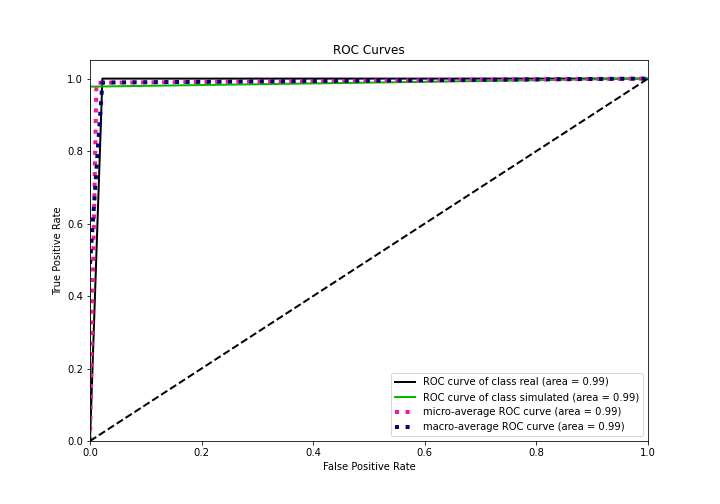 ROC Curves
True Positive Rate
1.0
0.8
0.6
0.4
0.2
0.0
0.0 0.2 0.4 0.6 0.8 1.0
False Positive Rate
ROC curve of class real (area = 0.99)
ROC curve of class simulated (area = 0.99)
micro-average ROC curve (area = 0.99)
macro-average ROC curve (area = 0.99)